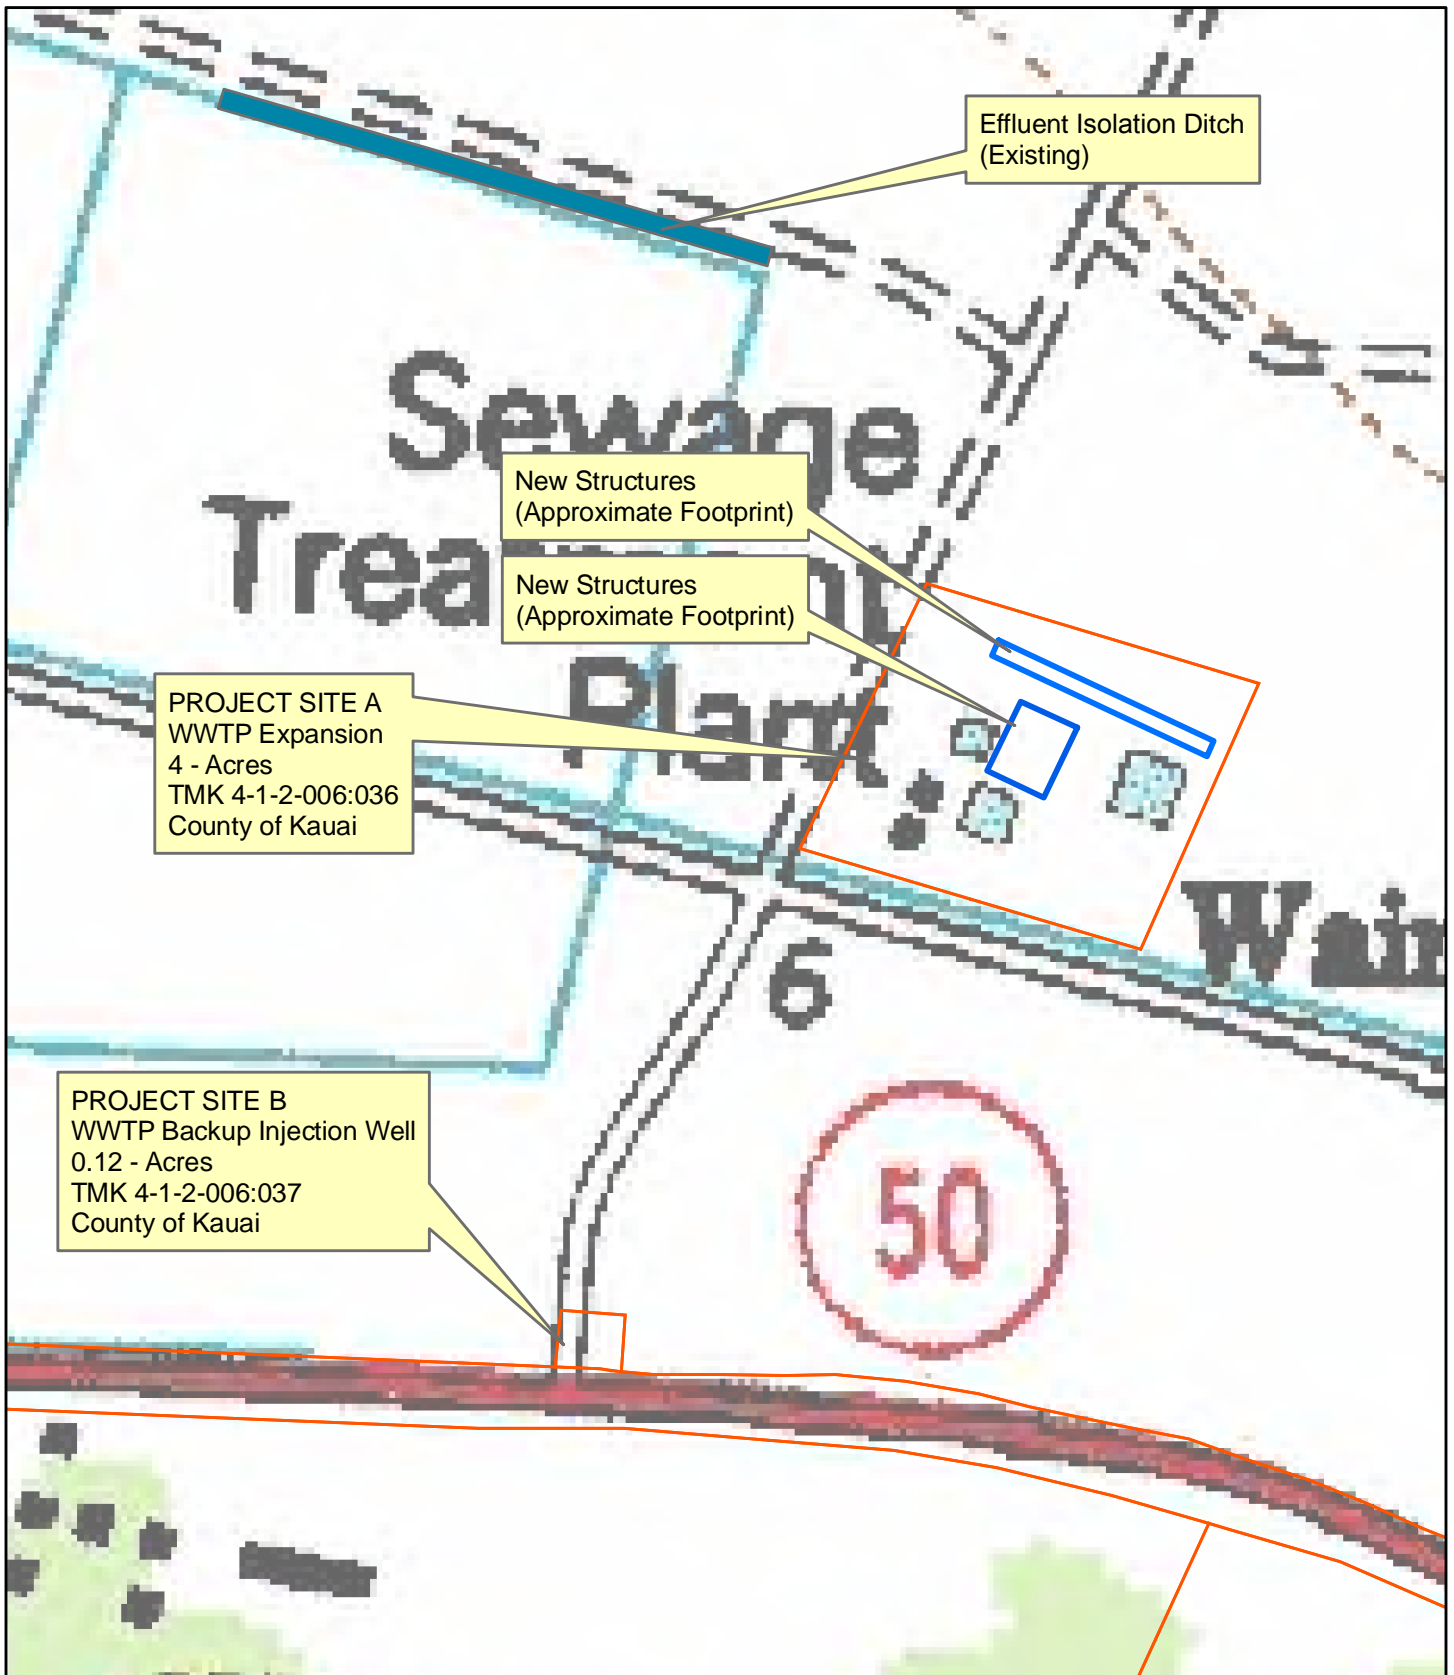 Effluent Isolation Ditch
(Existing)
Sewage
New Structures
(Approximate Footprint)
New Structures
(Approximate Footprint)
Plant
PROJECT SITE A
WWTP Expansion
4 - Acres
TMK 4-1-2-006:036
County of Kauai
6
PROJECT SITE B
WWTP Backup Injection Well
0.12 - Acres
TMK 4-1-2-006:037
County of Kauai
50